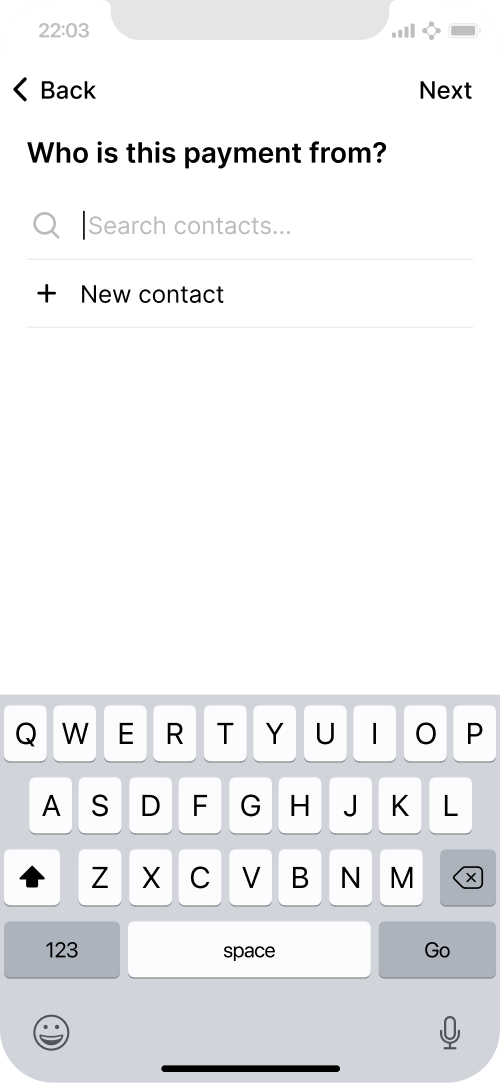 22:03
Back Next
Who is this payment from?
Search contacts...
New contact
Q W E R T Y U I O P
A S D F G H J K L
Z X C V B N M
123 space Go